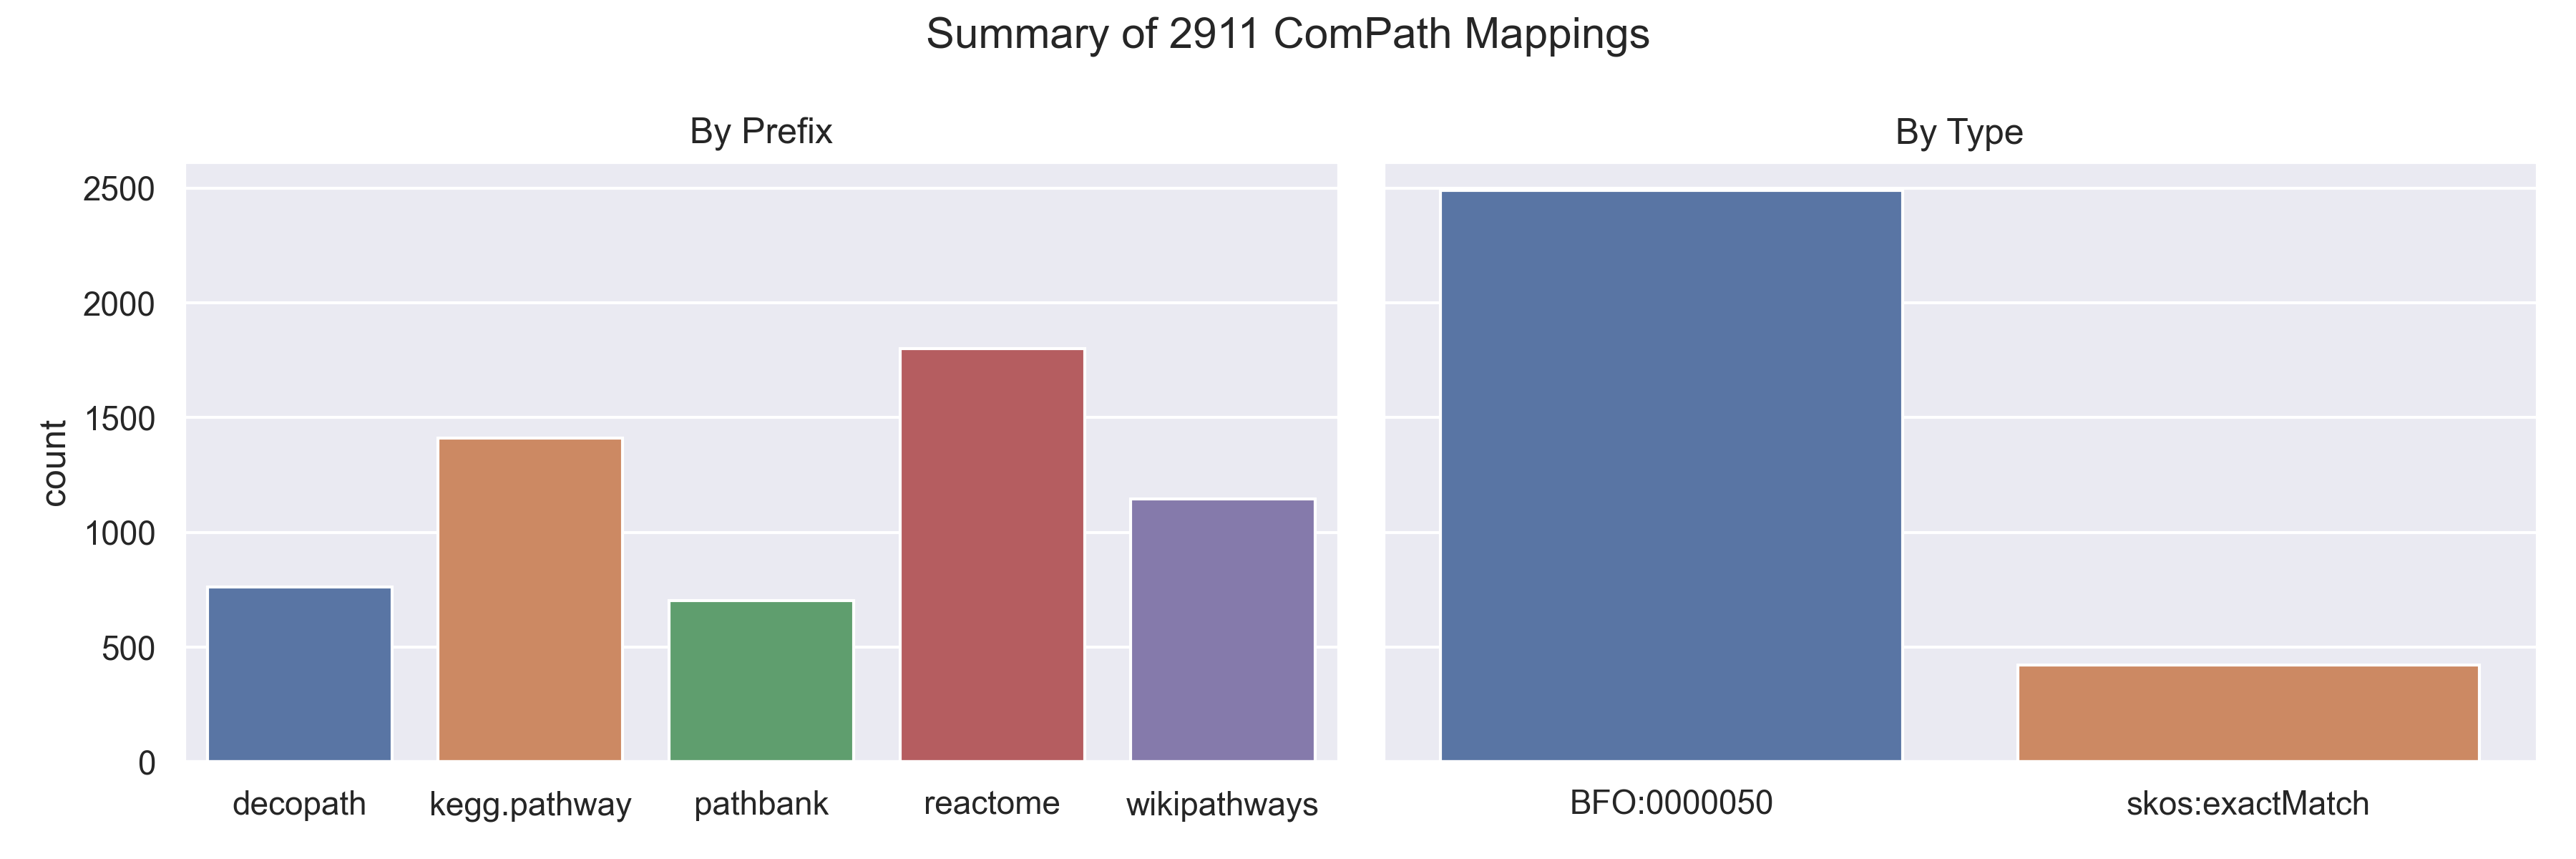 Summary of 2911 ComPath Mappings
By Prefix
By Type
count
2500
2000
1500
1000
500
0
decopath kegg.pathway pathbank reactome wikipathways
BFO:0000050 skos:exactMatch